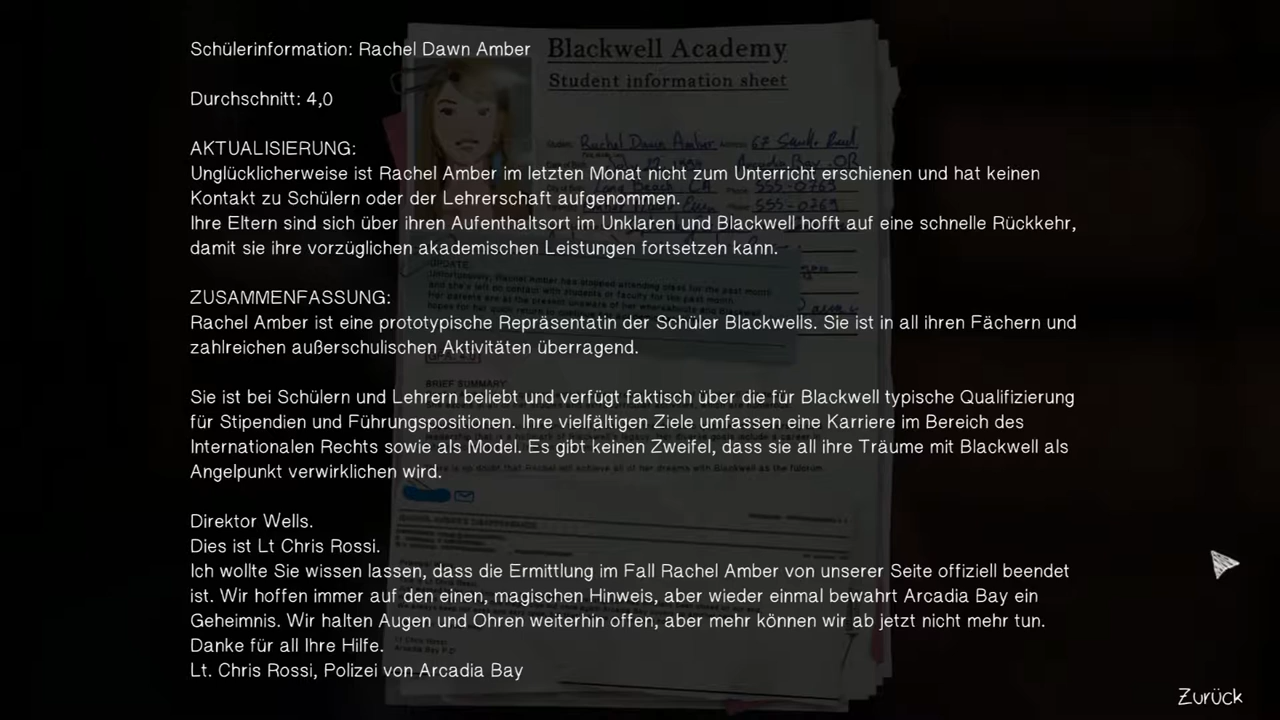 Schülerinformation: Rachel Dawn Amber
Blackwell Academy
Student information sheet
Durchschnitt: 4,0
AKTUALISIERUNG:
Unglücklicherweise ist Rachel Amber im letzten Monat nicht zum Unterricht erschienen und hat keinen
Kontakt zu Schülern oder der Lehrerschaft aufgenommen.
Ihre Eltern sind sich über ihren Aufenthaltsort im Unklaren und Blackwell hofft auf eine schnelle Rückkehr,
damit sie ihre vorzüglichen akademischen Leistungen fortsetzen kann.
ZUSAMMENFASSUNG:
Rachel Amber ist eine prototypische Repräsentatin der Schüler Blackwells. Sie ist in all ihren Fächern und
zahlreichen außerschulischen Aktivitäten überragend.
Sie ist bei Schülern und Lehrern beliebt und verfügt faktisch über die für Blackwell typische Qualifizierung
für Stipendien und Führungspositionen. Ihre vielfältigen Ziele umfassen eine Karriere im Bereich des
Internationalen Rechts sowie als Model. Es gibt keinen Zweifel, dass sie all ihre Träume mit Blackwell als
Angelpunkt verwirklichen wird.
Direktor Wells.
Dies ist Lt Chris Rossi.
Ich wollte Sie wissen lassen, dass die Ermittlung im Fall Rachel Amber von unserer Seite offiziell beendet
ist. Wir hoffen immer auf den einen, magischen Hinweis, aber wieder einmal bewahrt Arcadia Bay ein
Geheimnis. Wir halten Augen und Ohren weiterhin offen, aber mehr können wir ab jetzt nicht mehr tun.
Danke für all Ihre Hilfe.
Lt. Chris Rossi, Polizei von Arcadia Bay
Zurück